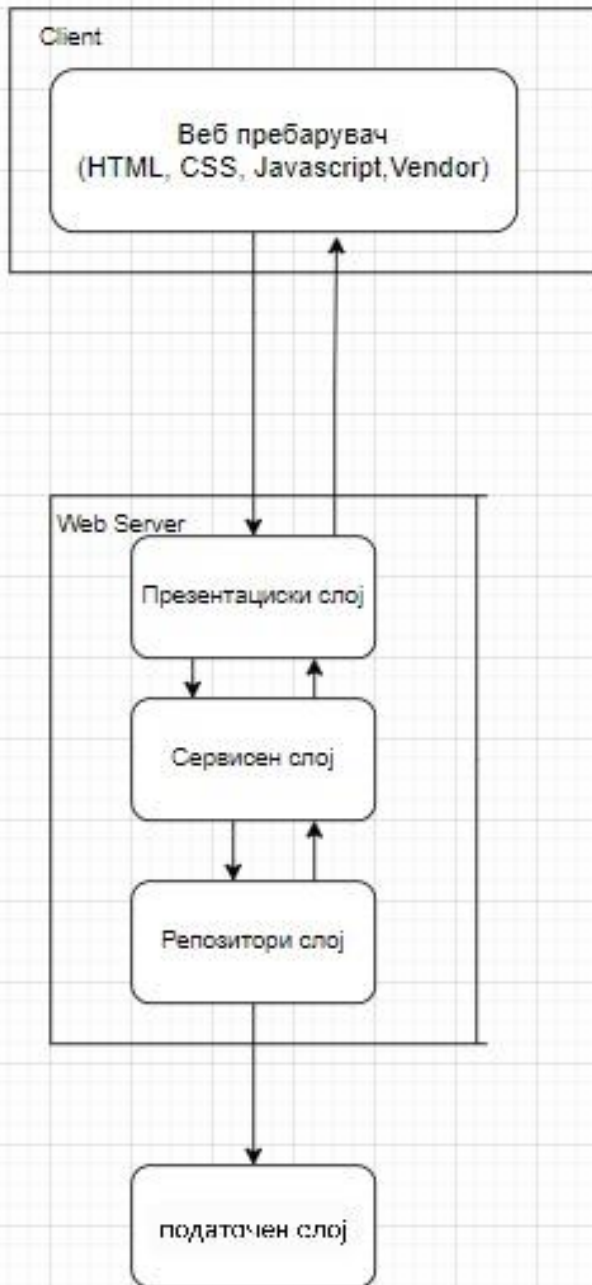 Client
Веб пребарувач
(HTML, CSS, Javascript,Vendor)
Web Server
Презентациски слој
Сервисен слој
Репозитори слој
податочен слој